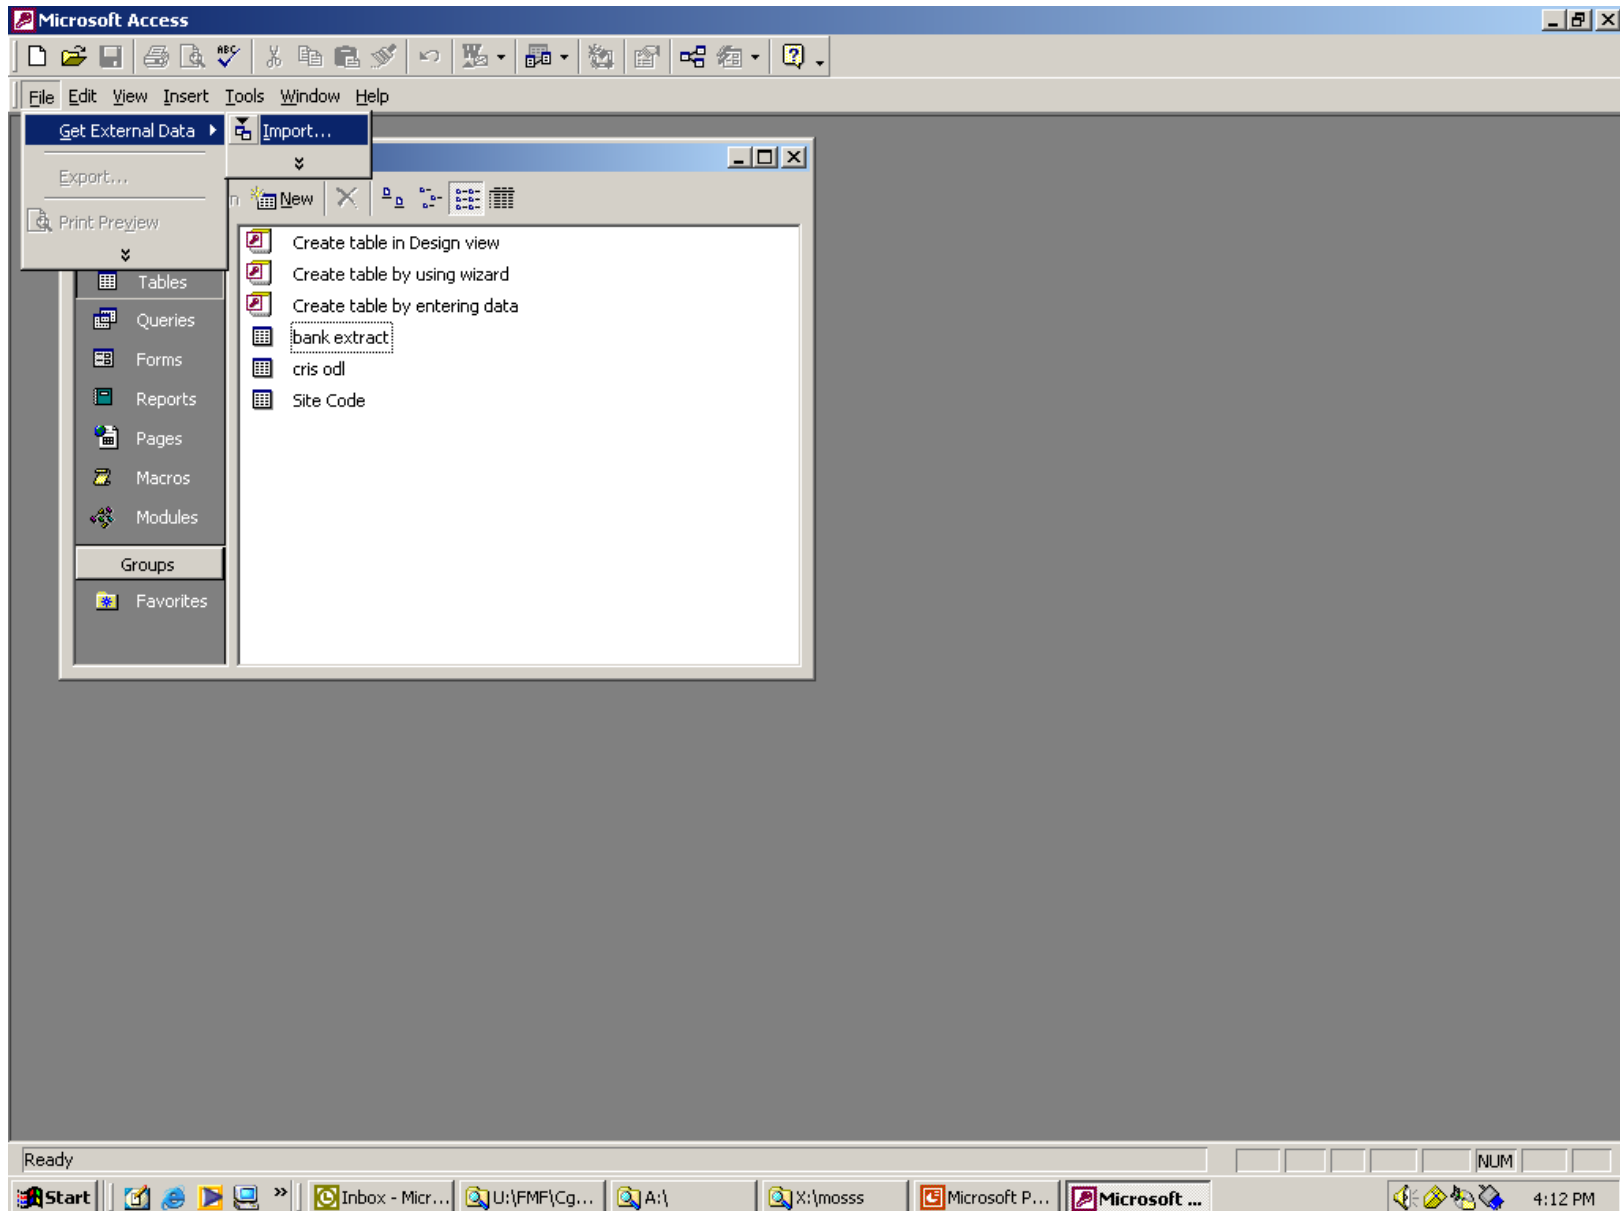 Microsoft Access
ABC
File Edit View Insert Tools Window Help
Get External Data Import...
Export...
New
Print Preview
Create table in Design view
Create table by using wizard
Tables
Create table by entering data
Queries
bank extract
Forms
cris odl
Reports
Site Code
Pages
Macros
Modules
Groups
Favorites
Ready
NUM
Start » Inbox - Micr... U:\FMF\Cg... A:\ X:\mosss Microsoft P... Microsoft ... 4:12 PM